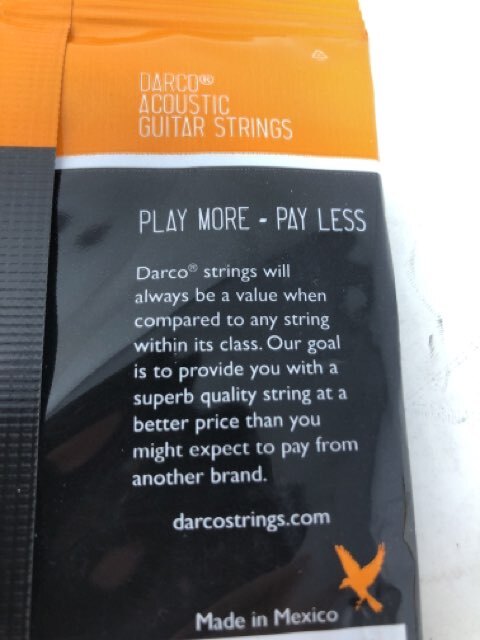 DARCO®
ACOUSTIC
GUITAR STRINGS
PLAY MORE - PAY LESS
Darco® strings will
always be a value when
compared to any string
within its class. Our goal
is to provide you with a
superb quality string at a
better price than you
might expect to pay from
another brand.
darcostrings.com
Made in Mexico